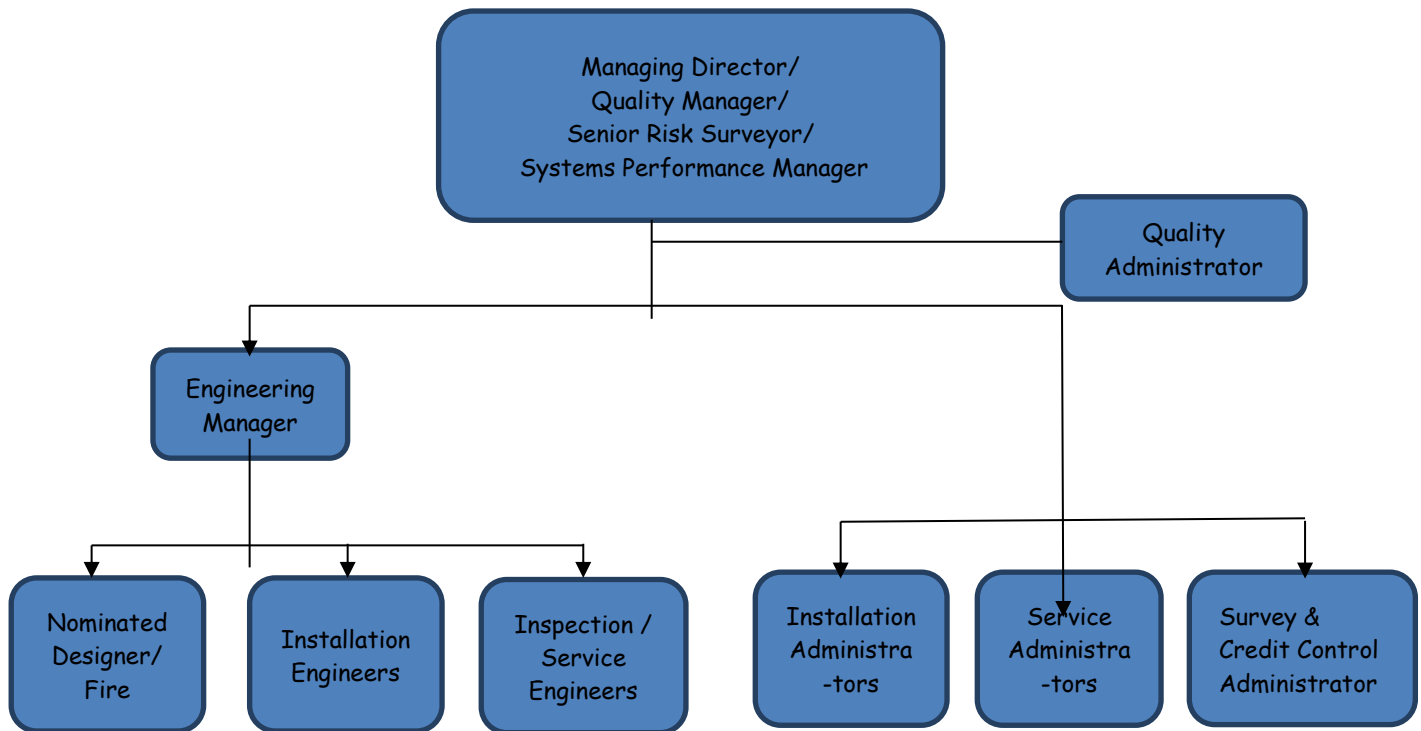 Managing Director/
Quality Manager/
Senior Risk Surveyor/
Systems Performance Manager
Quality
Administrator
Engineering
Manager
Nominated
Designer/
Fire
Installation
Engineers
Inspection /
Service
Engineers
Installation
Administra
-tors
Service
Administra
-tors
Survey &
Credit Control
Administrator